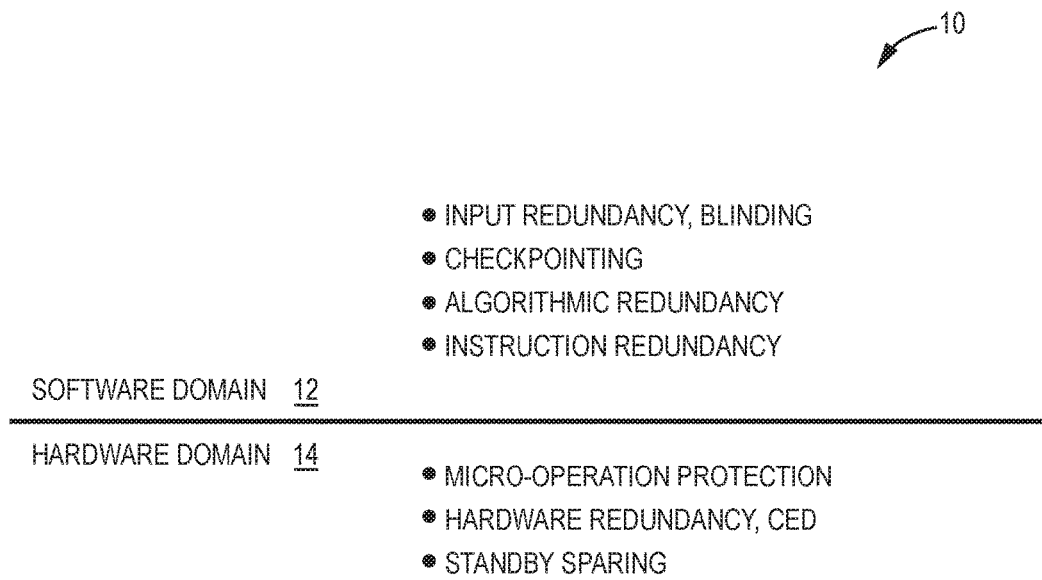 10
● INPUT REDUNDANCY, BLINDING
● CHECKPOINTING
● ALGORITHMIC REDUNDANCY
● INSTRUCTION REDUNDANCY
SOFTWARE DOMAIN 12
HARDWARE DOMAIN 14
● MICRO-OPERATION PROTECTION
● HARDWARE REDUNDANCY, CED
● STANDBY SPARING